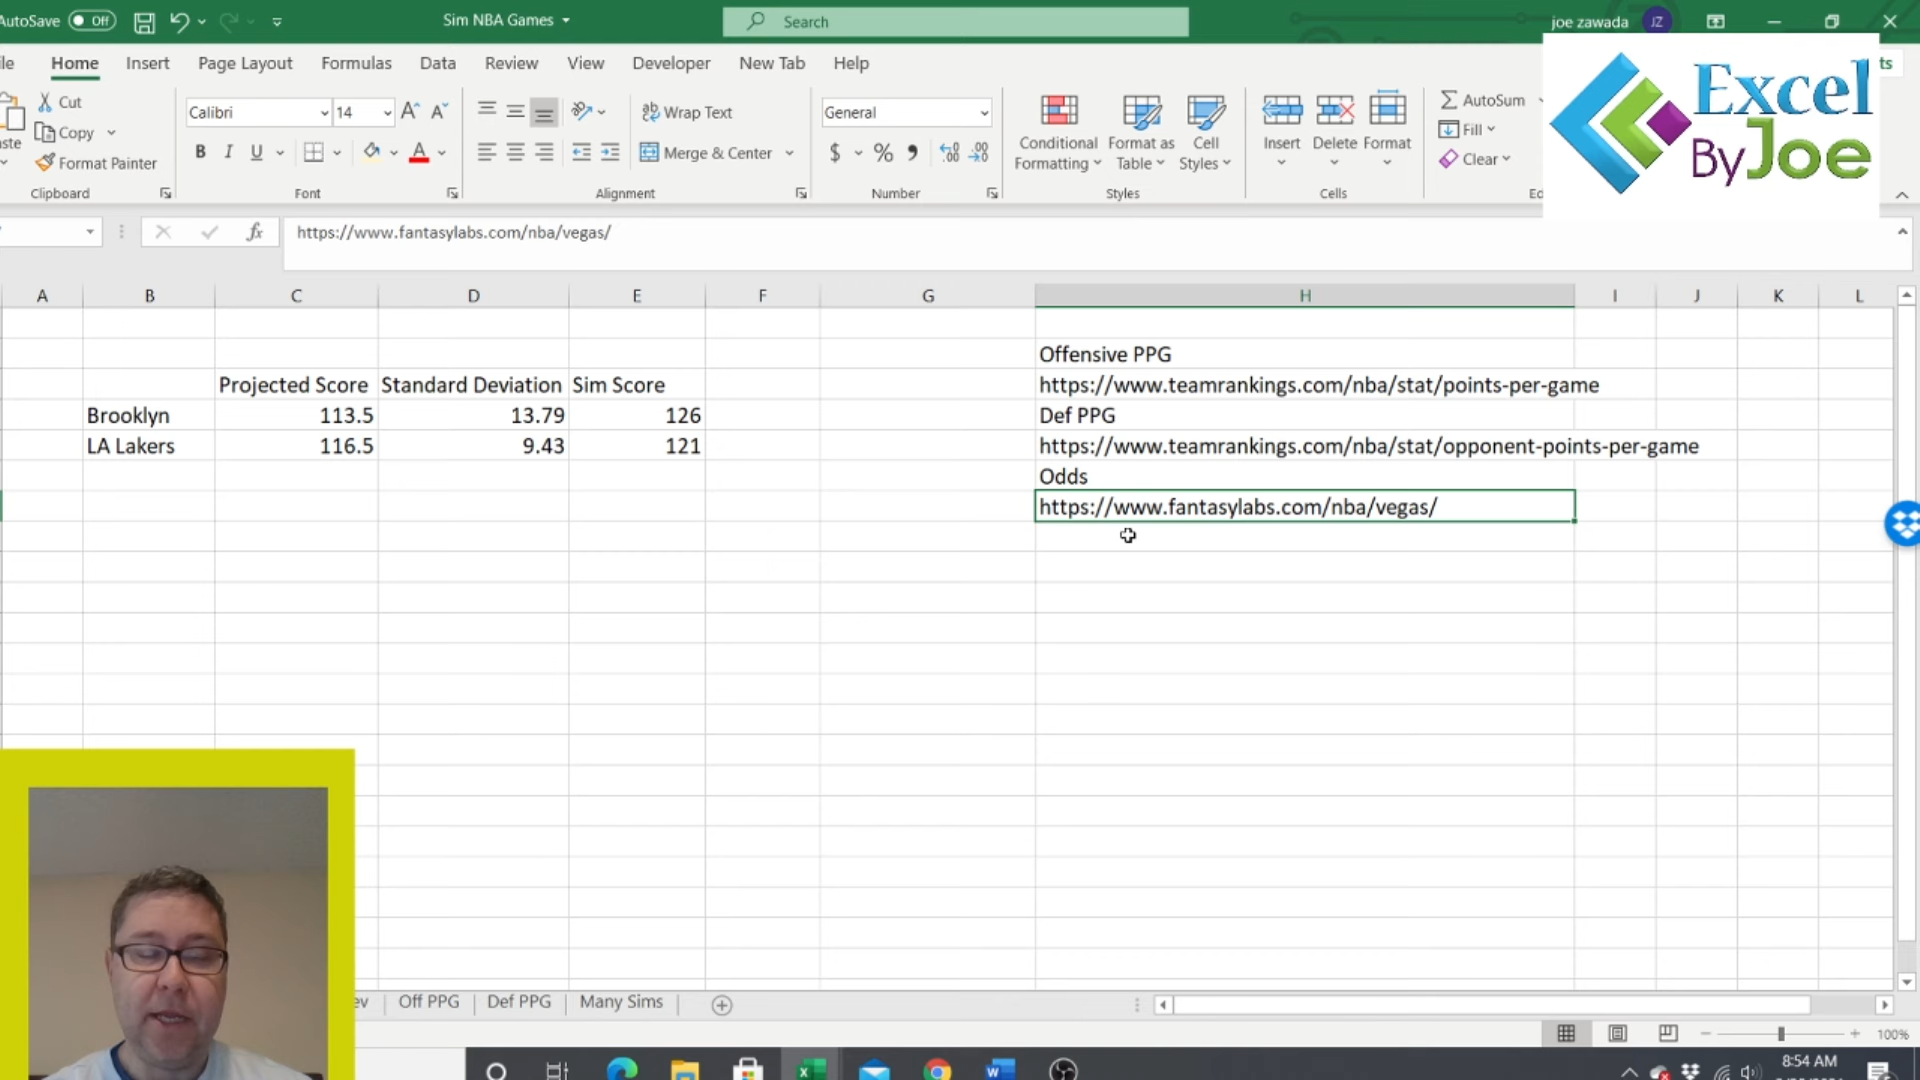 AutoSave Off Sim NBA Games Search joe zawada JZ
Home Insert Page Layout Formulas Data Review View Developer New Tab Help
Cut
Copy
Format Painter
Clipboard
Calibri 14
B I U
Font
Wrap Text
Merge & Center
Alignment
General
$ % 9
Number
Conditional Formatting
Format as Table
Cell Styles
Styles
Insert Delete Format
Cells
AutoSum
Fill
Clear
Excel
ByJoe
fx https://www.fantasylabs.com/nba/vegas/
A B C D E F G H I J K L
Offensive PPG
Projected Score Standard Deviation Sim Score https://www.teamrankings.com/nba/stat/points-per-game
Brooklyn 113.5 13.79 126 Def PPG
LA Lakers 116.5 9.43 121 https://www.teamrankings.com/nba/stat/opponent-points-per-game
Odds
https://www.fantasylabs.com/nba/vegas/
Off PPG Def PPG Many Sims
100%
8:54 AM